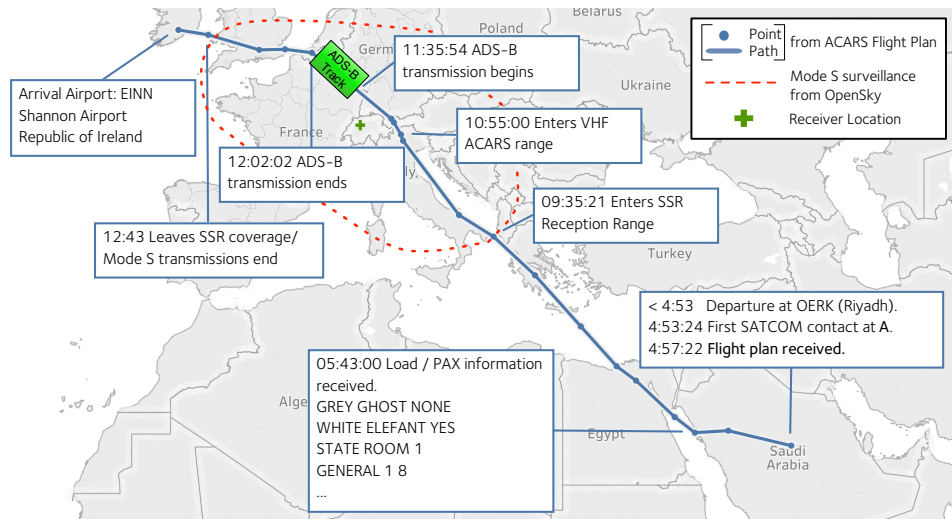 Belarus
Poland
Germ
Ukraine
France
ly
Turkey
Alge
Egypt
Saudi
Arabia
Point
Path
from ACARS Flight Plan
Mode S surveillance
from OpenSky
Receiver Location
ADS-B
Track
11:35:54 ADS-B
transmission begins
Arrival Airport: EINN
Shannon Airport
Republic of Ireland
10:55:00 Enters VHF
ACARS range
12:02:02 ADS-B
transmission ends
09:35:21 Enters SSR
Reception Range
12:43 Leaves SSR coverage/
Mode S transmissions end
< 4:53 Departure at OERK (Riyadh).
4:53:24 First SATCOM contact at A.
4:57:22 Flight plan received.
05:43:00 Load / PAX information
received.
GREY GHOST NONE
WHITE ELEFANT YES
STATE ROOM 1
GENERAL 1 8
...